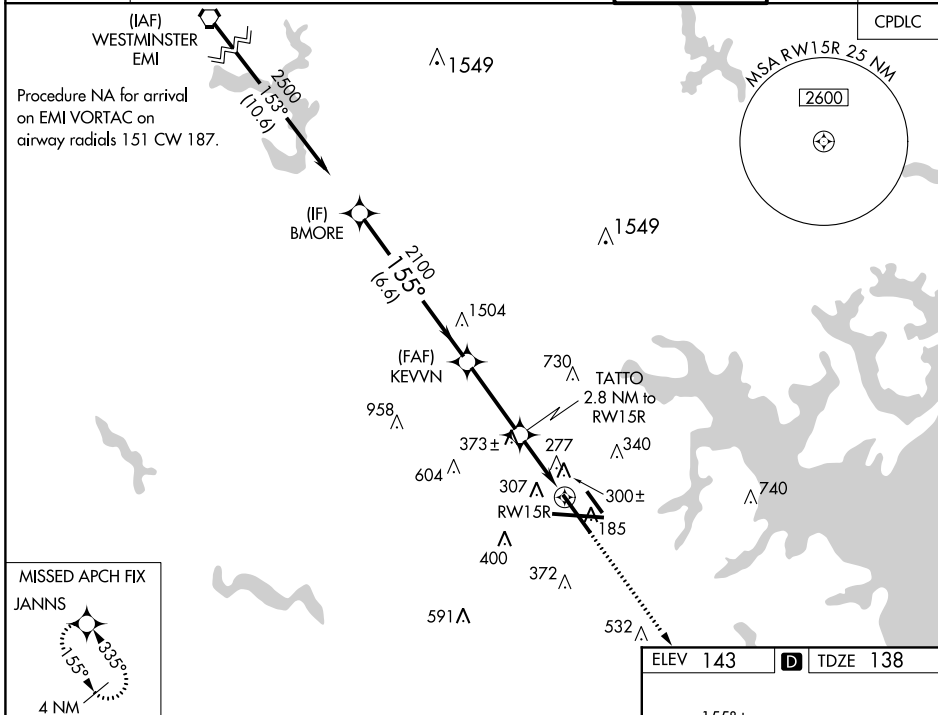 (IAF)
WESTMINSTER
EMI
Procedure NA for arrival
on EMI VORTAC on
airway radials 151 CW 187.
2500
153°
(10.6)
1549
CPDLC
MSA RW15R 25 NM
2600
(IF)
BMORE
1549
2100
155°
(6.6)
1504
(FAF)
KEVVN
730
TATTO
2.8 NM to
RW15R
958
373±
277
340
604
307
300±
740
RW15R
185
400
372
591
532
MISSED APCH FIX
JANNS
335°
155°
4 NM
ELEV 143
D
TDZE 138